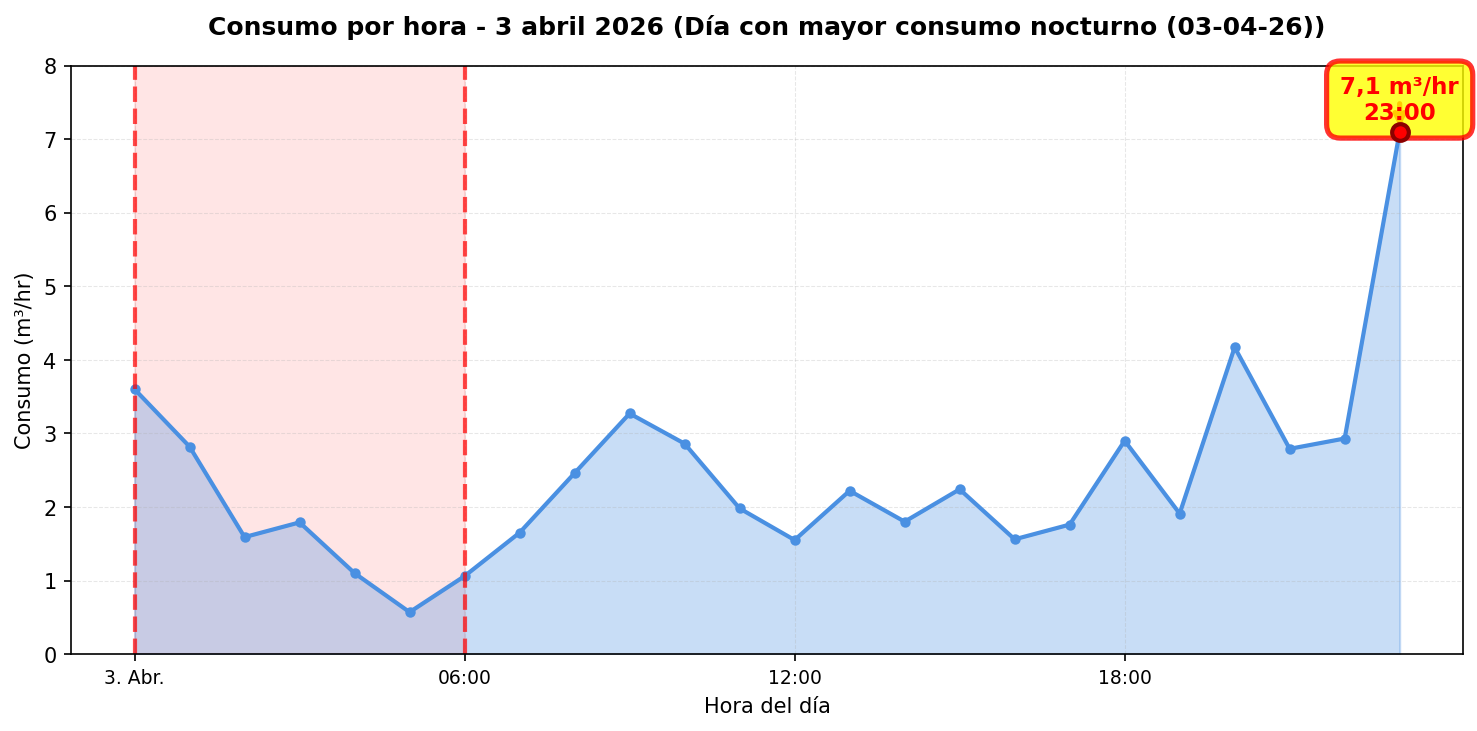 Consumo por hora - 3 abril 2026 (Día con mayor consumo nocturno (03-04-26))
8
7,1 m³/hr
23:00
7
6
5
4
3
2
1
0
Consumo (m³/hr)
3. Abr.
06:00
12:00
18:00
Hora del día